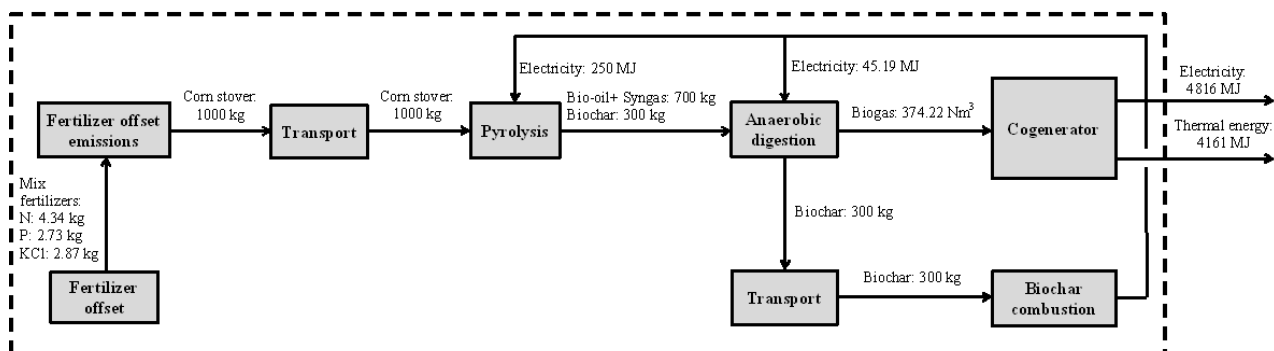 Electricity: 250 MJ
Electricity: 45.19 MJ
Electricity:
4816 MJ
Corn stover:
1000 kg
Corn stover:
1000 kg
Bio-oil+ Syngas: 700 kg
Biochar: 300 kg
Biogas: 374.22 Nm³
Thermal energy:
4161 MJ
Fertilizer offset
emissions
Transport
Pyrolysis
Anaerobic
digestion
Cogenerator
Mix
fertilizers:
N: 4.34 kg
P: 2.73 kg
KCl: 2.87 kg
Biochar: 300 kg
Fertilizer
offset
Transport
Biochar: 300 kg
Biochar
combustion